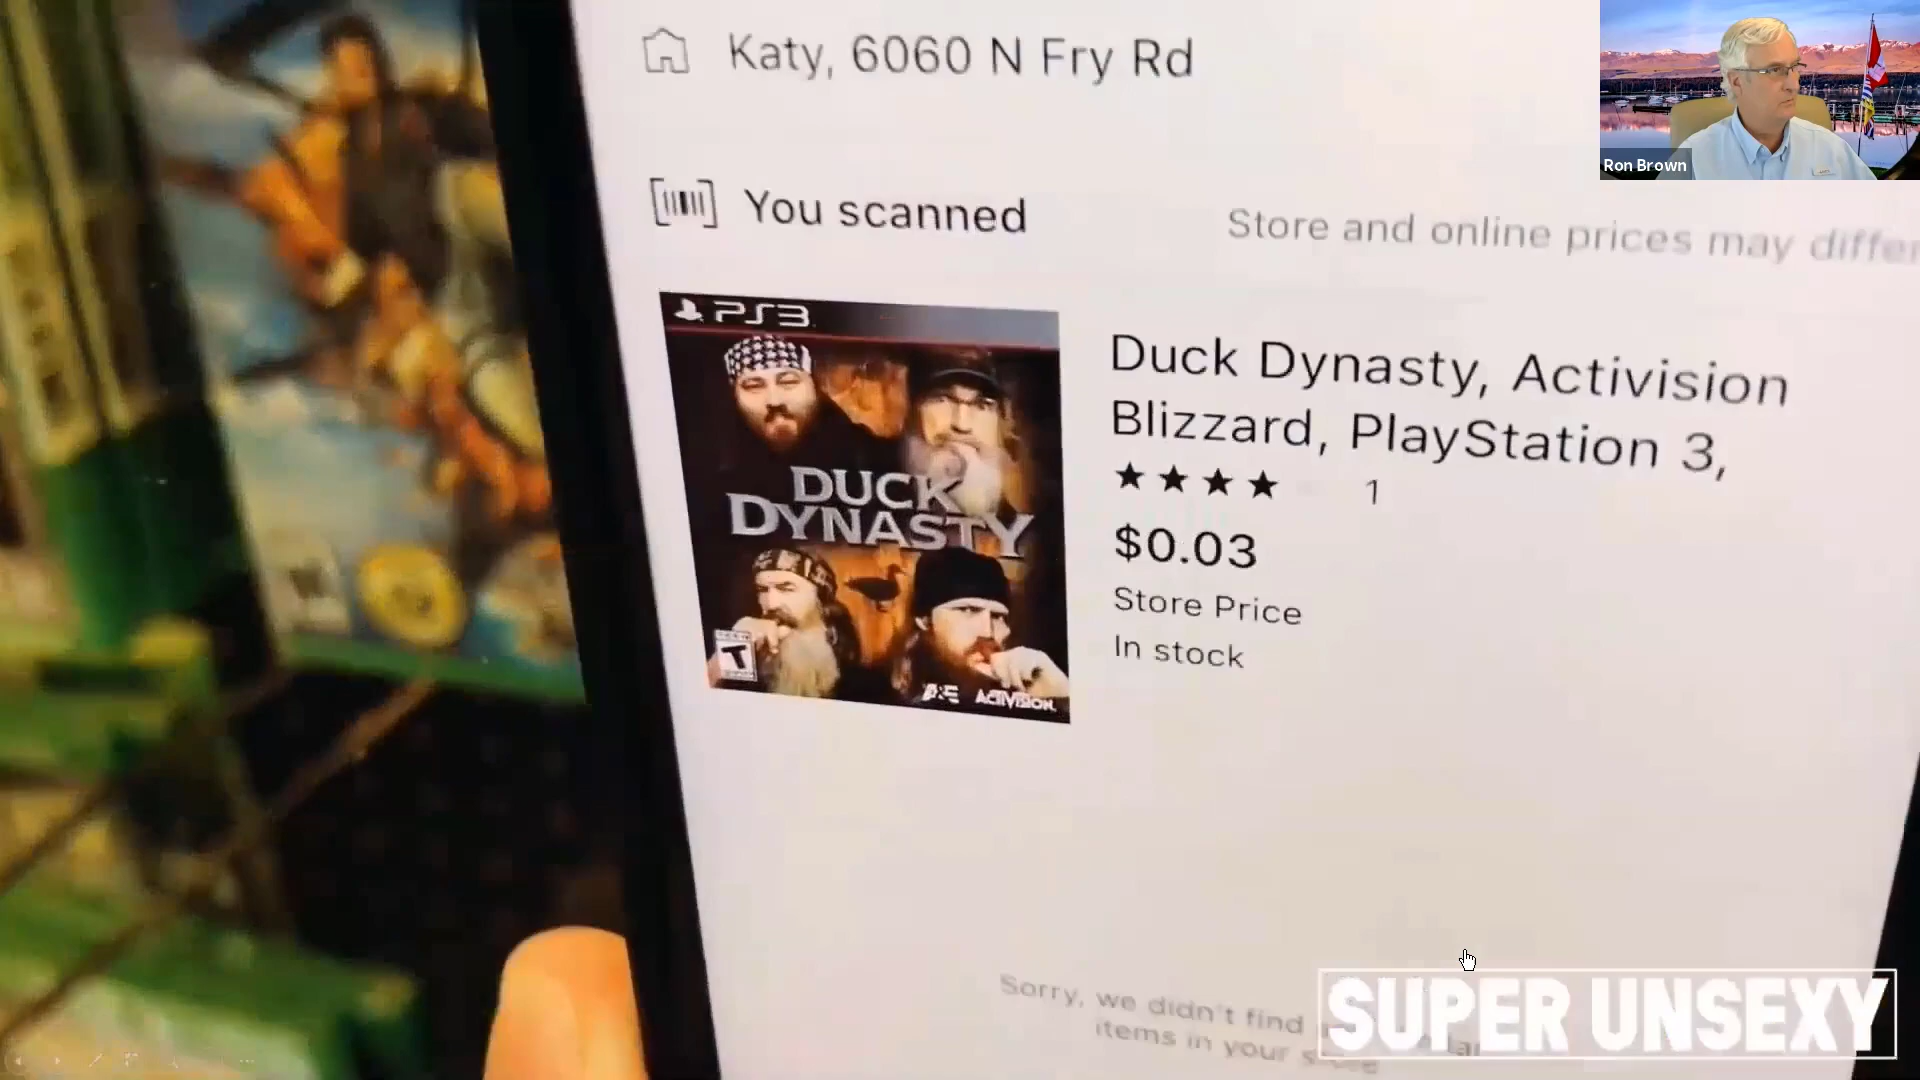 Katy, 6060 N Fry Rd
Ron Brown
You scanned
Store and online prices may differ
PS3
Duck Dynasty, Activision
Blizzard, PlayStation 3,
1
DUCK
DYNASTY
$0.03
Store Price
In stock
T
A&E ACTIVISION
Sorry, we didn't find
items in your
SUPER UNSEXY